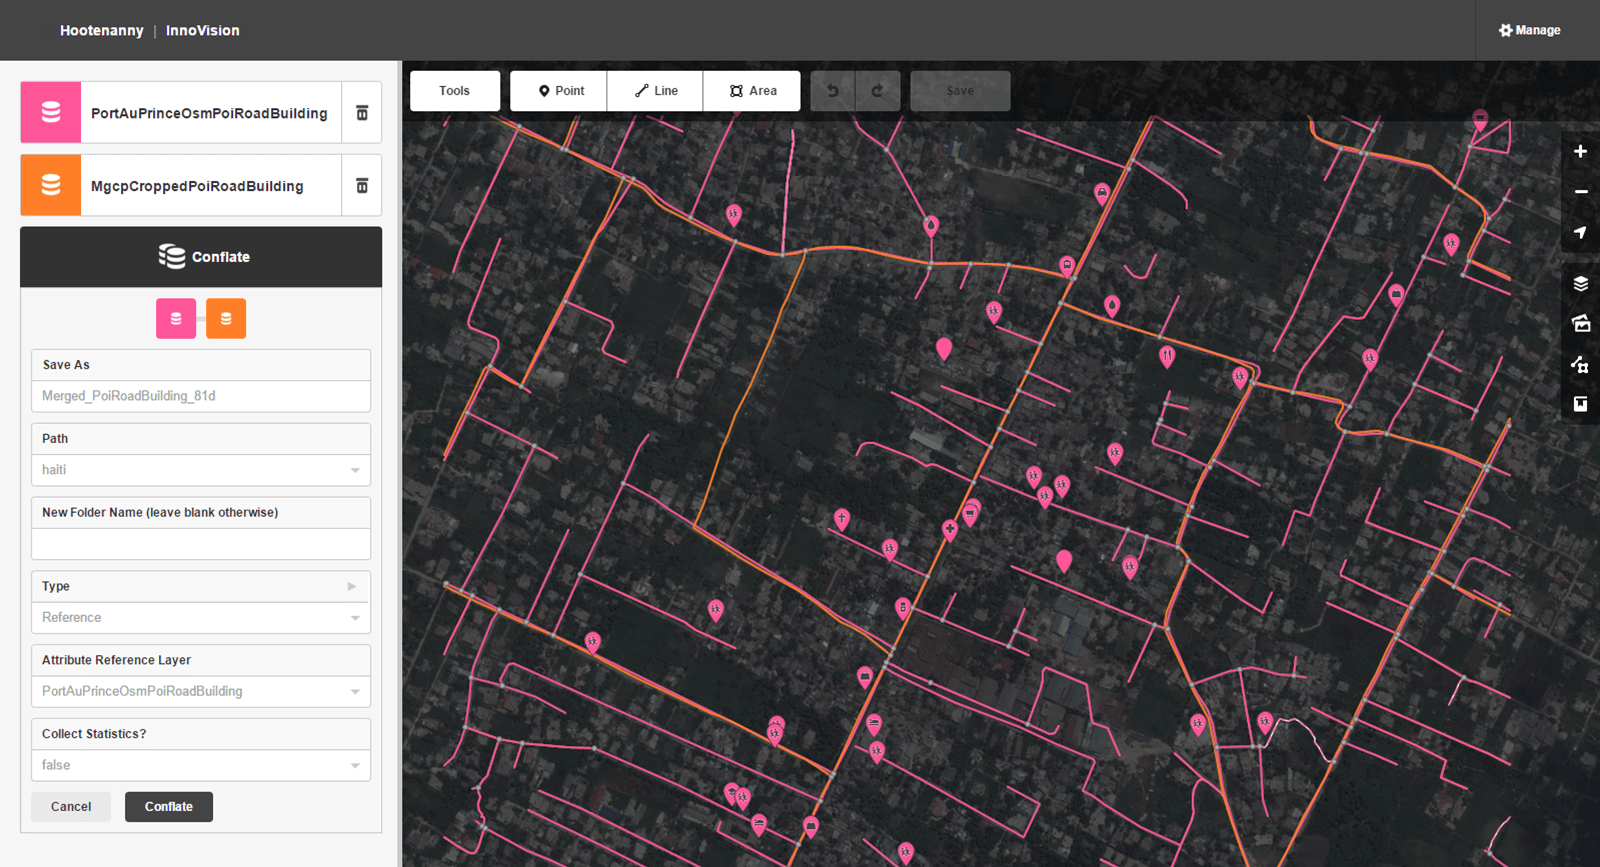 Hootenanny | InnoVision
Manage
PortAuPrinceOsmPoiRoadBuilding
MgcpCroppedPoiRoadBuilding
Conflate
Save As
Merged_PoiRoadBuilding_81d
Path
haiti
New Folder Name (leave blank otherwise)
Type
Reference
Attribute Reference Layer
PortAuPrinceOsmPoiRoadBuilding
Collect Statistics?
false
Cancel Conflate
Tools Point Line Area Save